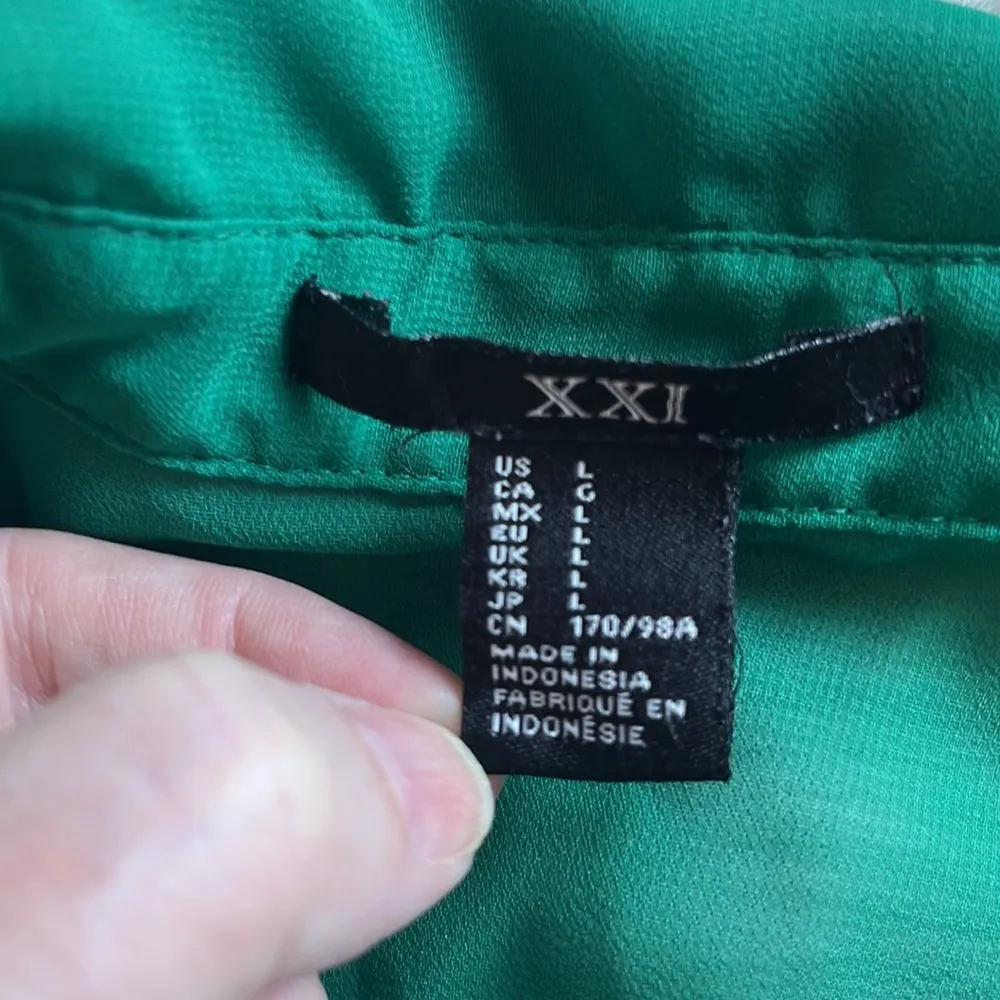 XXI
US L
CA G
MX L
EU L
UK L
KR L
JP L
CN 170/98A
MADE IN
INDONESIA
FABRIQUÉ EN
INDONÉSIE